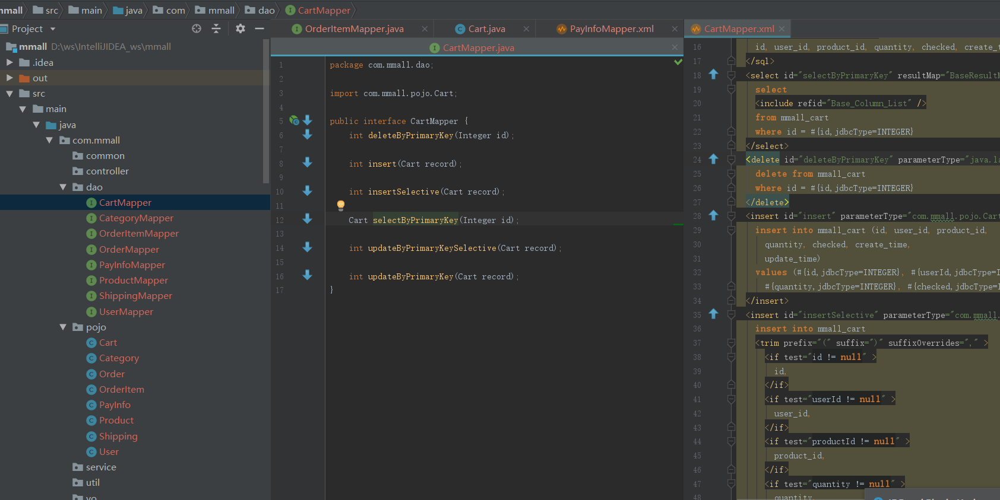 mmall src main java com mmall dao CartMapper
Project
mmall D:\ws\IntelliJIDEA_ws\mmall
.idea
out
src
main
java
com.mmall
common
controller
dao
CartMapper
CategoryMapper
OrderItemMapper
OrderMapper
PayInfoMapper
ProductMapper
ShippingMapper
UserMapper
pojo
Cart
Category
Order
OrderItem
PayInfo
Product
Shipping
User
service
util
vo
OrderItemMapper.java Cart.java PayInfoMapper.xml CartMapper.xml
CartMapper.java
1 package com.mmall.dao;
2
3 import com.mmall.pojo.Cart;
4
5 public interface CartMapper {
6 int deleteByPrimaryKey(Integer id);
7
8 int insert(Cart record);
9
10 int insertSelective(Cart record);
11
12 Cart selectByPrimaryKey(Integer id);
13
14 int updateByPrimaryKeySelective(Cart record);
15
16 int updateByPrimaryKey(Cart record);
17 }
16 id, user_id, product_id, quantity, checked, create_t
17 </sql>
18 <select id="selectByPrimaryKey" resultMap="BaseResultM
19 select
20 <include refid="Base_Column_List" />
21 from mmall_cart
22 where id = #{id,jdbcType=INTEGER}
23 </select>
24 <delete id="deleteByPrimaryKey" parameterType="java.la
25 delete from mmall_cart
26 where id = #{id,jdbcType=INTEGER}
27 </delete>
28 <insert id="insert" parameterType="com.mmall.pojo.Cart
29 insert into mmall_cart (id, user_id, product_id,
30 quantity, checked, create_time,
31 update_time)
32 values (#{id,jdbcType=INTEGER}, #{userId,jdbcType=I
33 #{quantity,jdbcType=INTEGER}, #{checked,jdbcType=I
34 </insert>
35 <insert id="insertSelective" parameterType="com.mmall.
36 insert into mmall_cart
37 <trim prefix="(" suffix=")" suffixOverrides="," >
38 <if test="id != null" >
39 id,
40 </if>
41 <if test="userId != null" >
42 user_id,
43 </if>
44 <if test="productId != null" >
45 product_id,
46 </if>
47 <if test="quantity != null" >
48 quantity,